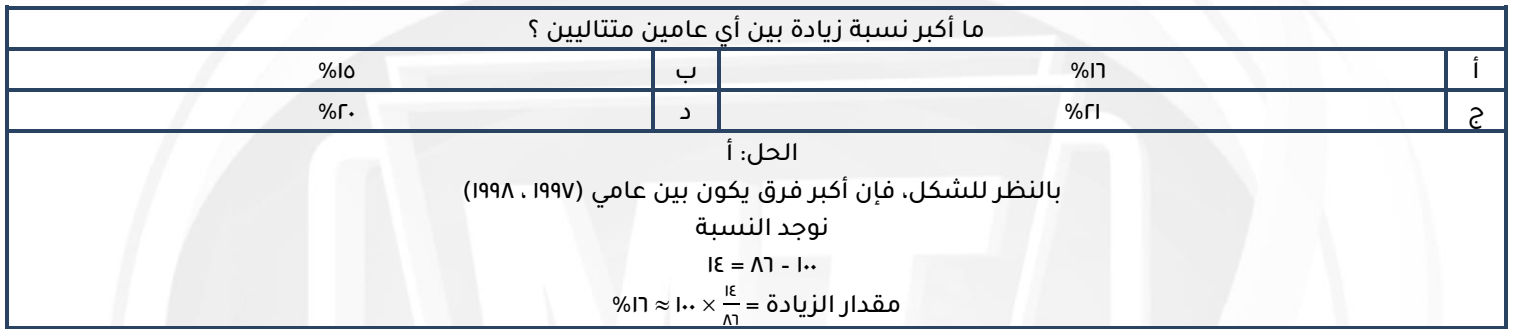 ما أكبر نسبة زيادة بين أي عامين متتاليين ؟
أ ١٦% ب ١٥%
ج ٢١% د ٢٠%
الحل: أ
بالنظر للشكل، فإن أكبر فرق يكون بين عامي (١٩٩٧ ، ١٩٩٨)
نوجد النسبة
١٠٠ - ٨٦ = ١٤
مقدار الزيادة = ١٤/٨٦ × ١٠٠ ≈ ١٦%